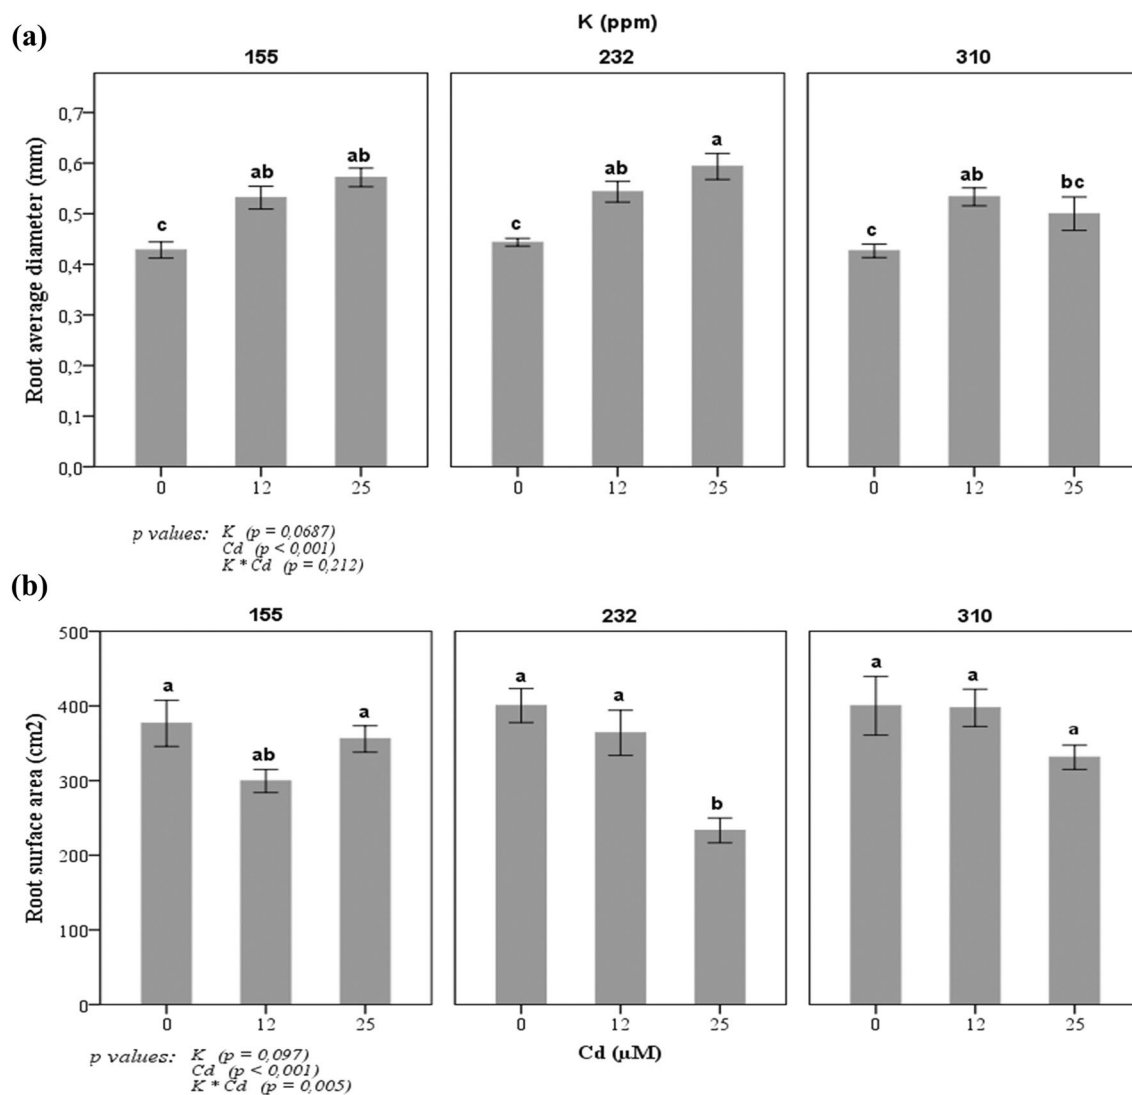 (a)
K (ppm)
155 232 310
Root average diameter (mm)
0,7
0,6
0,5
0,4
0,3
0,2
0,1
0,0
c ab ab
c ab a
c ab bc
0 12 25 0 12 25 0 12 25
p values: K (p = 0,0687)
Cd (p < 0,001)
K * Cd (p = 0,212)
(b)
155 232 310
Root surface area (cm2)
500
400
300
200
100
0
a ab a
a a b
a a a
0 12 25 0 12 25 0 12 25
Cd (µM)
p values: K (p = 0,097)
Cd (p < 0,001)
K * Cd (p = 0,005)